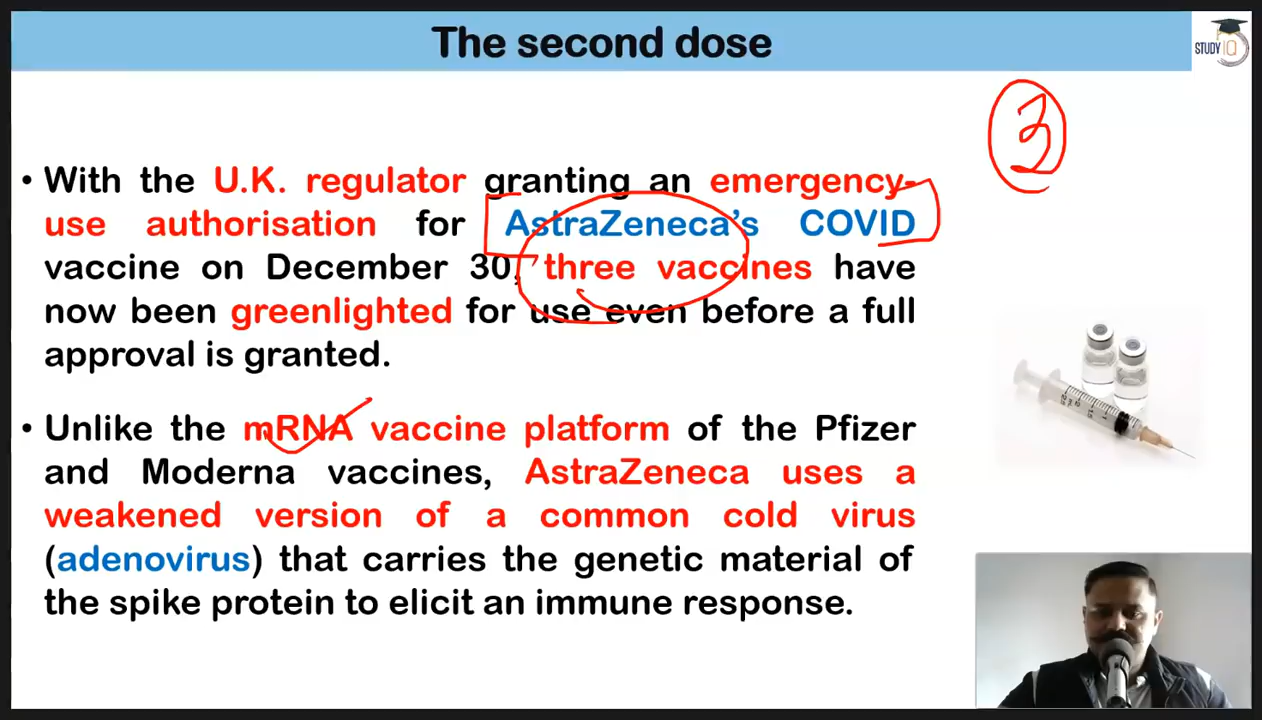 The second dose
STUDY IQ
3
• With the U.K. regulator granting an emergency-
use authorisation for AstraZeneca's COVID
vaccine on December 30, three vaccines have
now been greenlighted for use even before a full
approval is granted.
• Unlike the mRNA vaccine platform of the Pfizer
and Moderna vaccines, AstraZeneca uses a
weakened version of a common cold virus
(adenovirus) that carries the genetic material of
the spike protein to elicit an immune response.